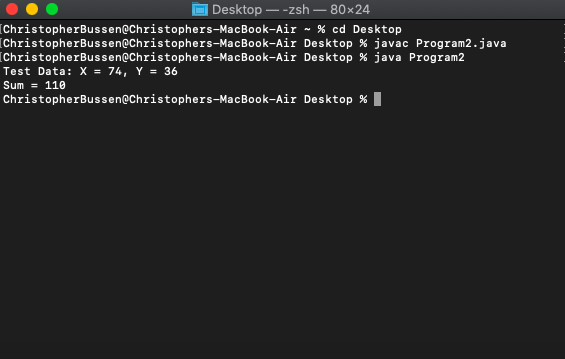 Desktop — -zsh — 80×24
[ChristopherBussen@Christophers-MacBook-Air ~ % cd Desktop
[ChristopherBussen@Christophers-MacBook-Air Desktop % javac Program2.java
[ChristopherBussen@Christophers-MacBook-Air Desktop % java Program2
Test Data: X = 74, Y = 36
Sum = 110
ChristopherBussen@Christophers-MacBook-Air Desktop %